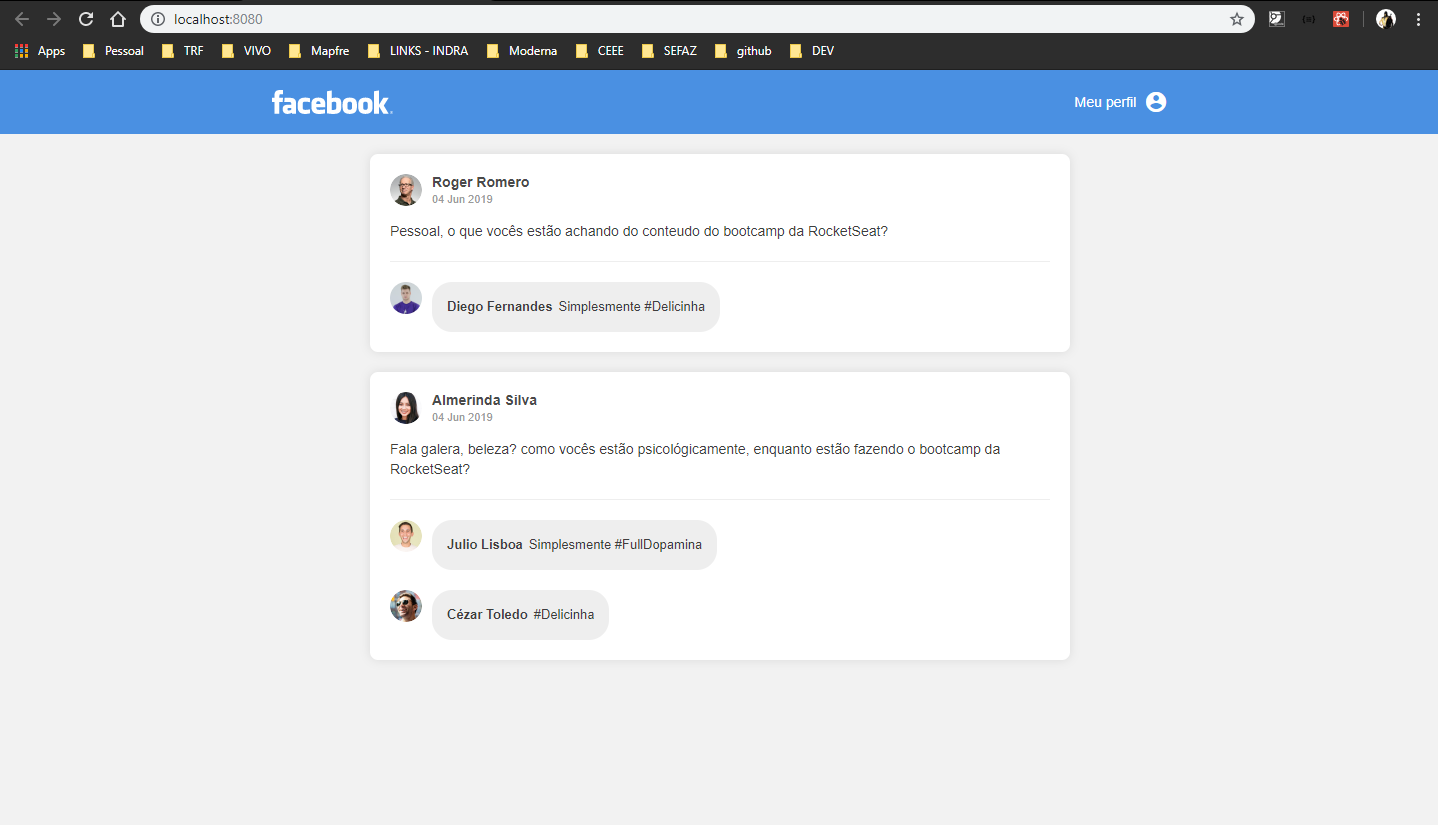 localhost:8080
Apps Pessoal TRF VIVO Mapfre LINKS - INDRA Moderna CEEE SEFAZ github DEV
facebook. Meu perfil
Roger Romero
04 Jun 2019
Pessoal, o que vocês estão achando do conteudo do bootcamp da RocketSeat?
Diego Fernandes Simplesmente #Delicinha
Almerinda Silva
04 Jun 2019
Fala galera, beleza? como vocês estão psicológicamente, enquanto estão fazendo o bootcamp da
RocketSeat?
Julio Lisboa Simplesmente #FullDopamina
Cézar Toledo #Delicinha